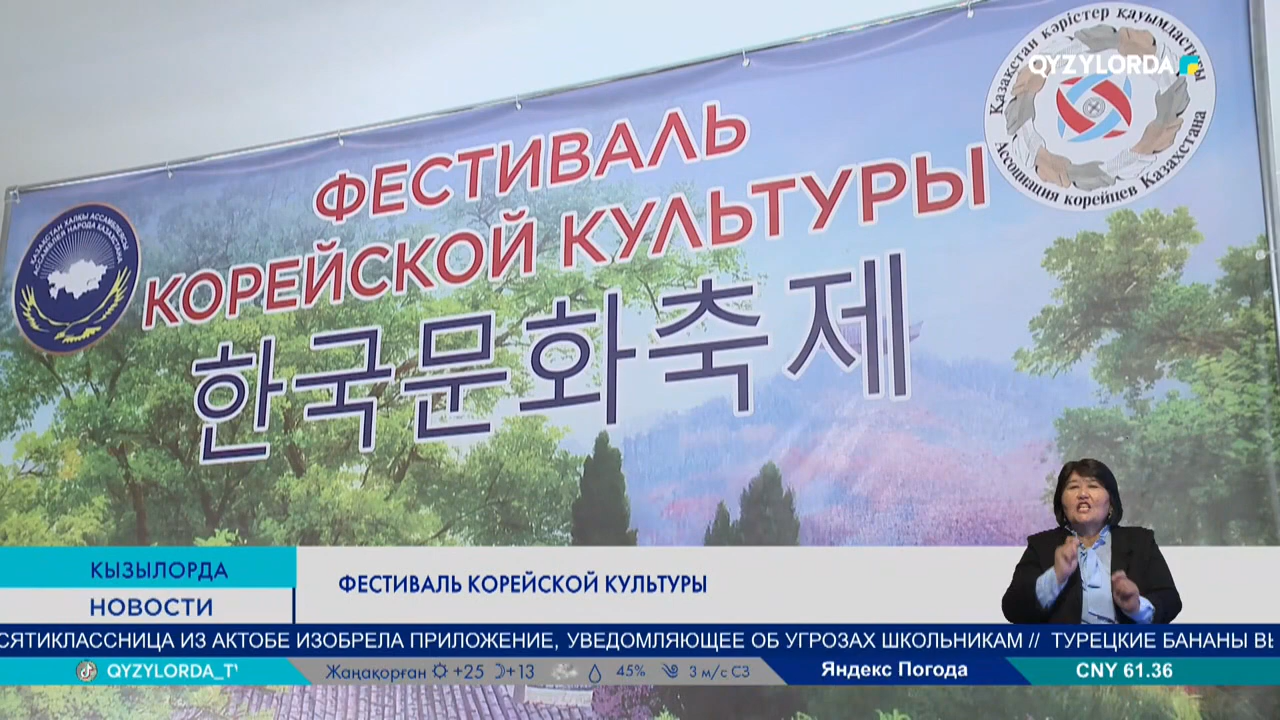 QYZYLORDA
Қазақстан кәрістер қауымдастығы
Ассоциация корейцев Казахстана
ҚАЗАҚСТАН ХАЛҚЫ АССАМБЛЕЯСЫ
АССАМБЛЕЯ НАРОДА КАЗАХСТАНА
ФЕСТИВАЛЬ
КОРЕЙСКОЙ КУЛЬТУРЫ
한국문화축제
КЫЗЫЛОРДА
НОВОСТИ
ФЕСТИВАЛЬ КОРЕЙСКОЙ КУЛЬТУРЫ
СЯТИКЛАССНИЦА ИЗ АКТОБЕ ИЗОБРЕЛА ПРИЛОЖЕНИЕ, УВЕДОМЛЯЮЩЕЕ ОБ УГРОЗАХ ШКОЛЬНИКАМ // ТУРЕЦКИЕ БАНАНЫ ВЫ
QYZYLORDA_T
Жаңақорған +25 +13 45% 3 м/с СЗ
Яндекс Погода
CNY 61.36